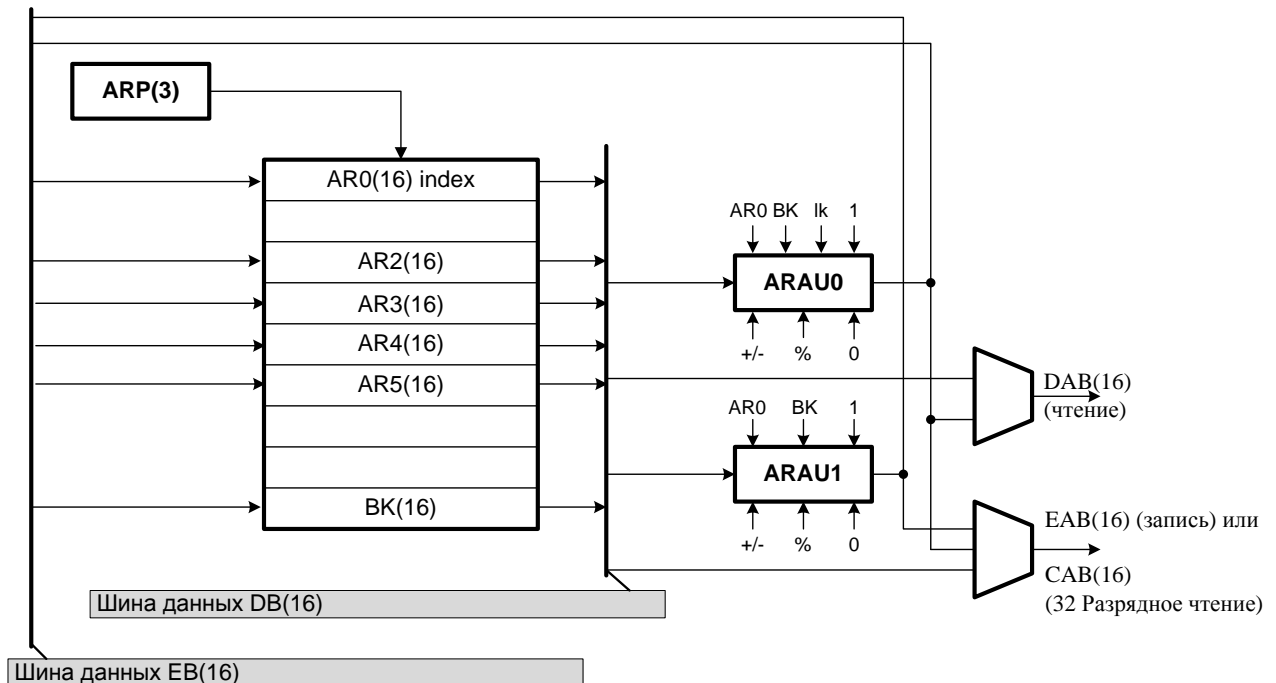 ARP(3)
AR0(16) index
AR2(16)
AR3(16)
AR4(16)
AR5(16)
BK(16)
AR0 BK lk 1
ARAU0
+/- % 0
AR0 BK 1
ARAU1
+/- % 0
DAB(16)
(чтение)
EAB(16) (запись) или
CAB(16)
(32 Разрядное чтение)
Шина данных DB(16)
Шина данных EB(16)